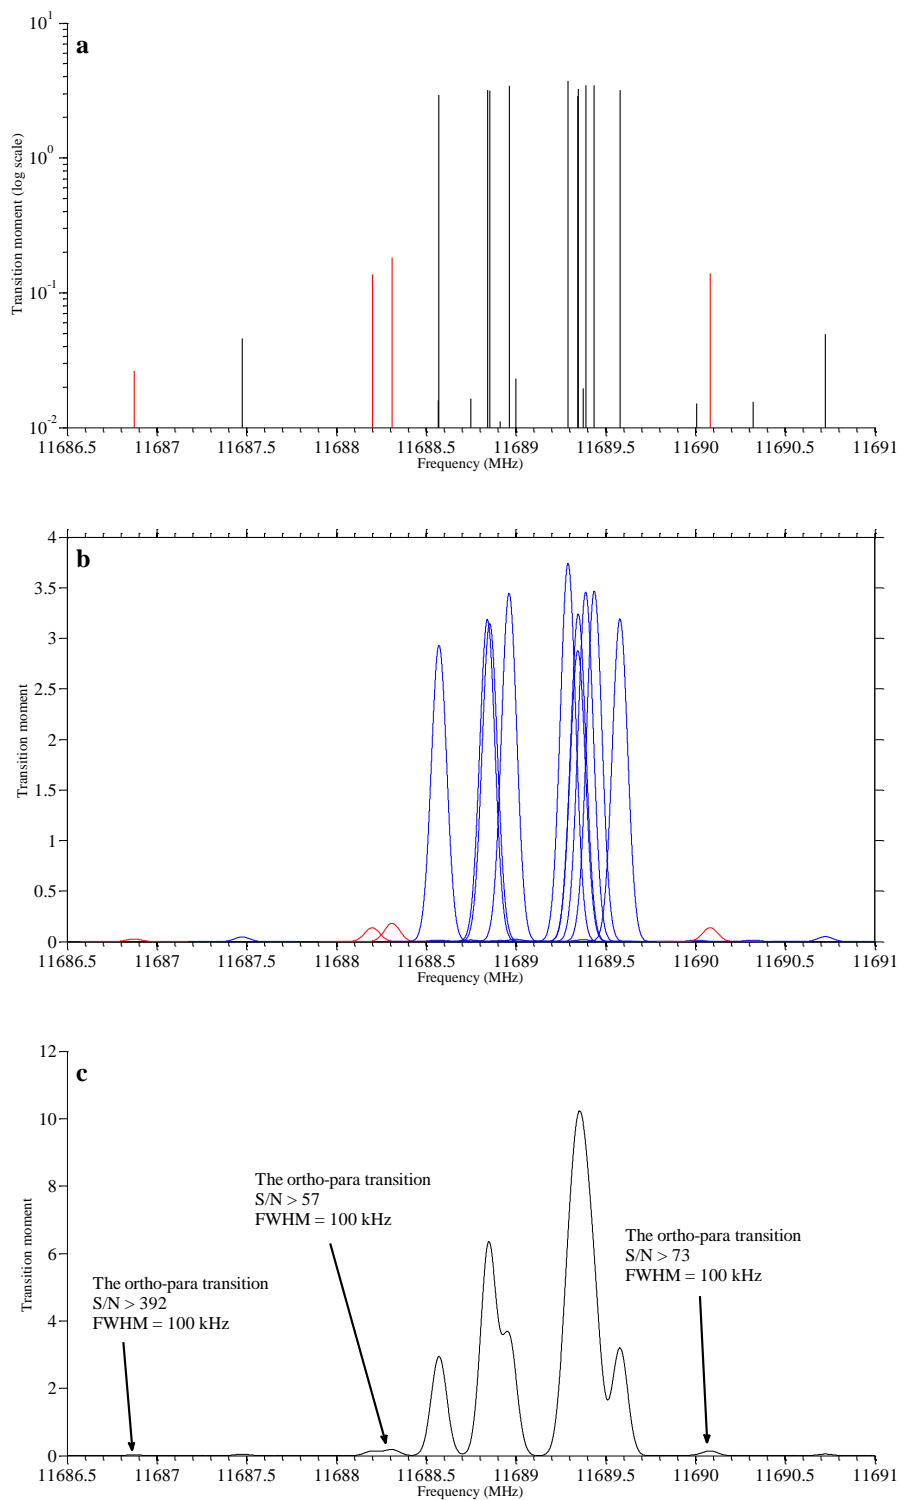 a
Transition moment (log scale)
10^1
10^0
10^-1
10^-2
11686.5 11687 11687.5 11688 11688.5 11689 11689.5 11690 11690.5 11691
Frequency (MHz)
b
Transition moment
4
3.5
3
2.5
2
1.5
1
0.5
0
11686.5 11687 11687.5 11688 11688.5 11689 11689.5 11690 11690.5 11691
Frequency (MHz)
c
Transition moment
12
10
8
6
4
2
0
The ortho-para transition
S/N > 392
FWHM = 100 kHz
The ortho-para transition
S/N > 57
FWHM = 100 kHz
The ortho-para transition
S/N > 73
FWHM = 100 kHz
11686.5 11687 11687.5 11688 11688.5 11689 11689.5 11690 11690.5 11691
Frequency (MHz)